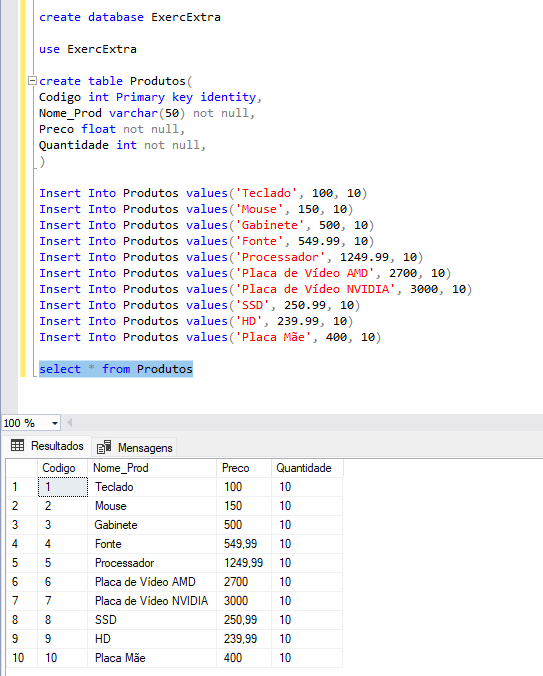 create database ExercExtra
use ExercExtra
create table Produtos(
Codigo int Primary key identity,
Nome_Prod varchar(50) not null,
Preco float not null,
Quantidade int not null,
)
Insert Into Produtos values('Teclado', 100, 10)
Insert Into Produtos values('Mouse', 150, 10)
Insert Into Produtos values('Gabinete', 500, 10)
Insert Into Produtos values('Fonte', 549.99, 10)
Insert Into Produtos values('Processador', 1249.99, 10)
Insert Into Produtos values('Placa de Vídeo AMD', 2700, 10)
Insert Into Produtos values('Placa de Vídeo NVIDIA', 3000, 10)
Insert Into Produtos values('SSD', 250.99, 10)
Insert Into Produtos values('HD', 239.99, 10)
Insert Into Produtos values('Placa Mãe', 400, 10)
select * from Produtos
100 %
Resultados Mensagens
Codigo Nome_Prod Preco Quantidade
1 1 Teclado 100 10
2 2 Mouse 150 10
3 3 Gabinete 500 10
4 4 Fonte 549,99 10
5 5 Processador 1249,99 10
6 6 Placa de Vídeo AMD 2700 10
7 7 Placa de Vídeo NVIDIA 3000 10
8 8 SSD 250,99 10
9 9 HD 239,99 10
10 10 Placa Mãe 400 10